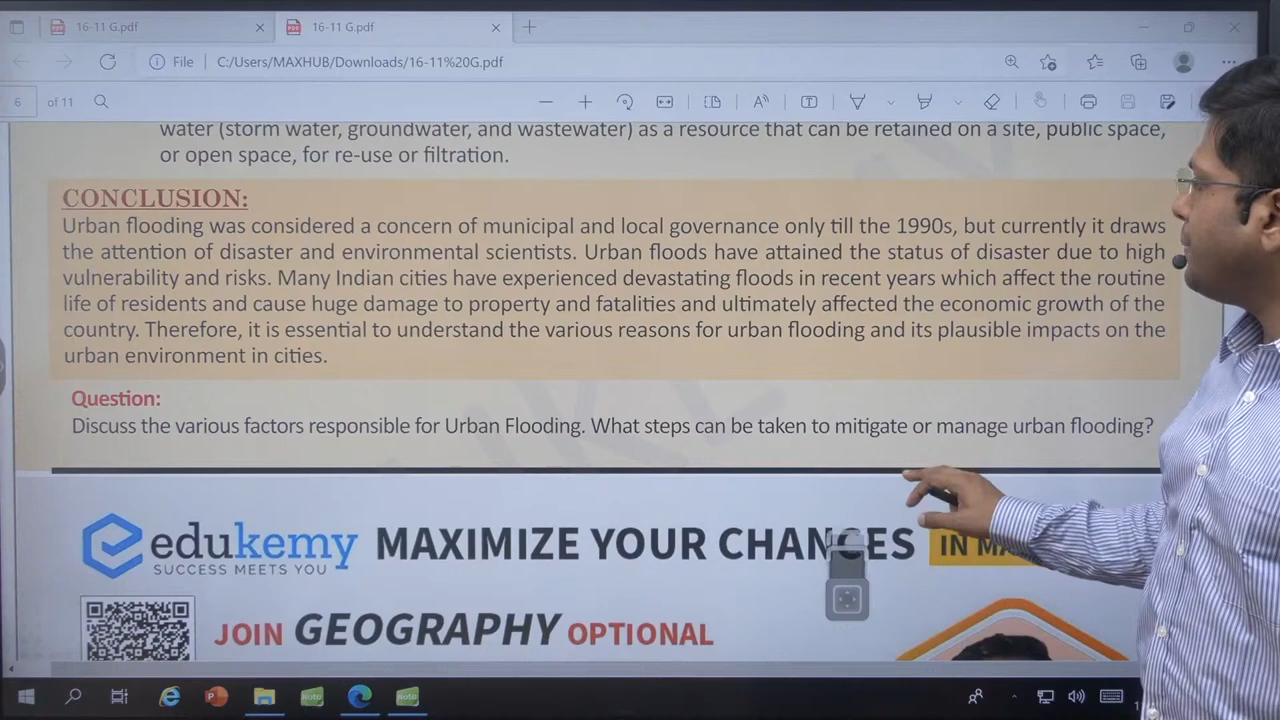 16-11 G.pdf
16-11 G.pdf
File C:/Users/MAXHUB/Downloads/16-11%20G.pdf
6 of 11
water (storm water, groundwater, and wastewater) as a resource that can be retained on a site, public space,
or open space, for re-use or filtration.
CONCLUSION:
Urban flooding was considered a concern of municipal and local governance only till the 1990s, but currently it draws
the attention of disaster and environmental scientists. Urban floods have attained the status of disaster due to high
vulnerability and risks. Many Indian cities have experienced devastating floods in recent years which affect the routine
life of residents and cause huge damage to property and fatalities and ultimately affected the economic growth of the
country. Therefore, it is essential to understand the various reasons for urban flooding and its plausible impacts on the
urban environment in cities.
Question:
Discuss the various factors responsible for Urban Flooding. What steps can be taken to mitigate or manage urban flooding?
edukemy
SUCCESS MEETS YOU
MAXIMIZE YOUR CHANCES IN
JOIN GEOGRAPHY OPTIONAL